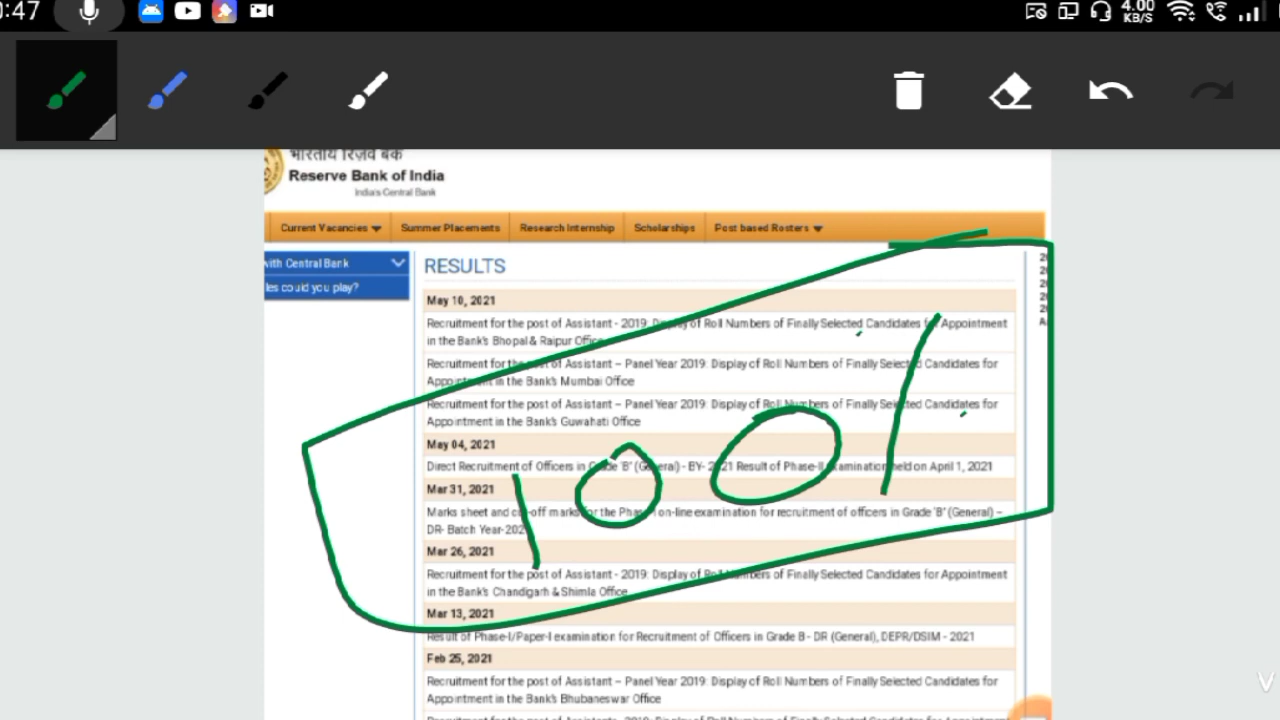 :47
4.00
KB/S
भारतीय रिज़र्व बैंक
Reserve Bank of India
India's Central Bank
Current Vacancies
Summer Placements
Research Internship
Scholarships
Post based Rosters
with Central Bank
les could you play?
RESULTS
May 10, 2021
Recruitment for the post of Assistant - 2019: Display of Roll Numbers of Finally Selected Candidates for Appointment
in the Bank's Bhopal & Raipur Office
Recruitment for the post of Assistant – Panel Year 2019: Display of Roll Numbers of Finally Selected Candidates for
Appointment in the Bank's Mumbai Office
Recruitment for the post of Assistant – Panel Year 2019: Display of Roll Numbers of Finally Selected Candidates for
Appointment in the Bank's Guwahati Office
May 04, 2021
Direct Recruitment of Officers in Grade 'B' (General) - BY- 2021 Result of Phase-II Examination held on April 1, 2021
Mar 31, 2021
Marks sheet and cut-off marks for the Phase-I on-line examination for recruitment of officers in Grade 'B' (General) –
DR- Batch Year-2021
Mar 26, 2021
Recruitment for the post of Assistant - 2019: Display of Roll Numbers of Finally Selected Candidates for Appointment
in the Bank's Chandigarh & Shimla Office
Mar 13, 2021
Result of Phase-I/Paper-I examination for Recruitment of Officers in Grade B - DR (General), DEPR/DSIM - 2021
Feb 25, 2021
Recruitment for the post of Assistant – Panel Year 2019: Display of Roll Numbers of Finally Selected Candidates for
Appointment in the Bank's Bhubaneswar Office
100%